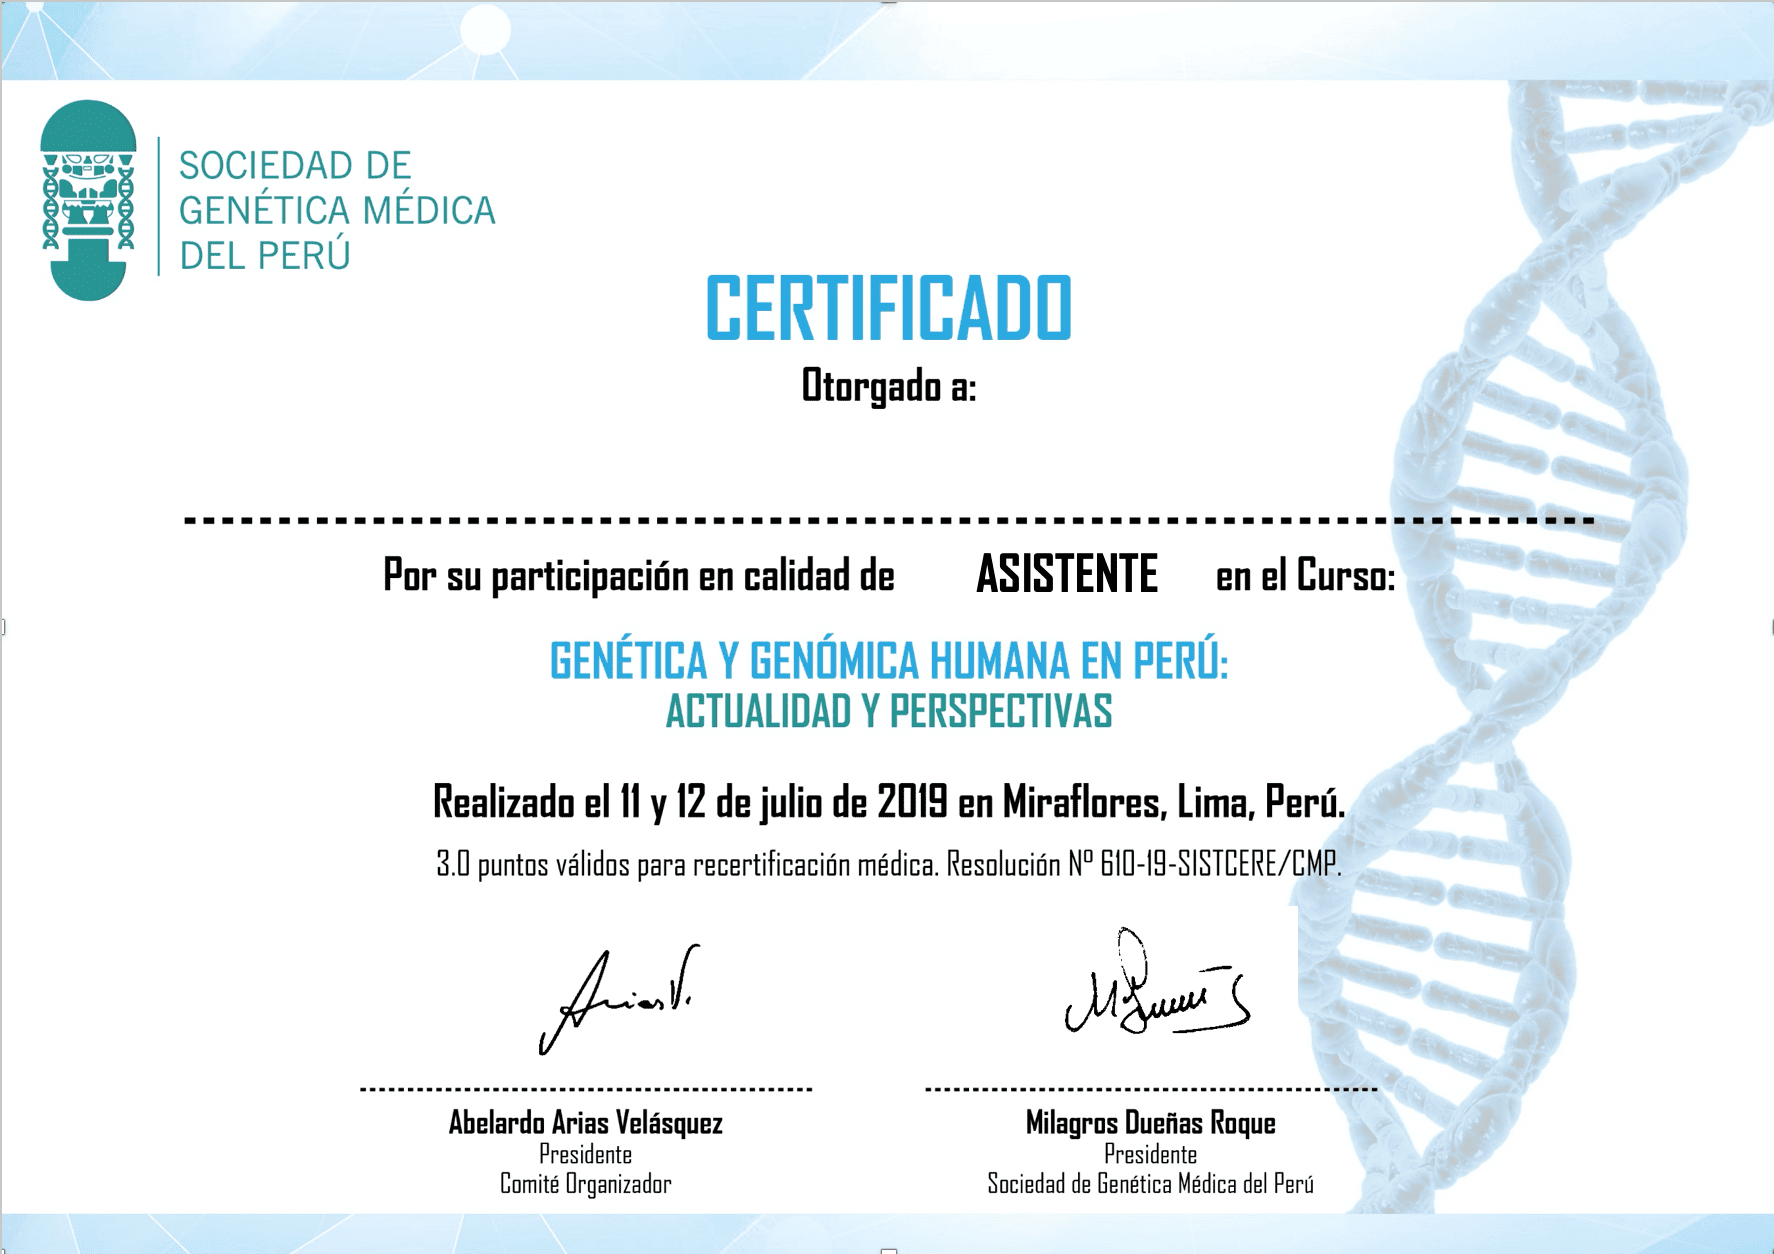 SOCIEDAD DE
GENÉTICA MÉDICA
DEL PERÚ
CERTIFICADO
Otorgado a:
Por su participación en calidad de ASISTENTE en el Curso:
GENÉTICA Y GENÓMICA HUMANA EN PERÚ:
ACTUALIDAD Y PERSPECTIVAS
Realizado el 11 y 12 de julio de 2019 en Miraflores, Lima, Perú.
3.0 puntos válidos para recertificación médica. Resolución Nº 610-19-SISTCERE/CMP.
Arias V.
Abelardo Arias Velásquez
Presidente
Comité Organizador
Milagros Dueñas Roque
Presidente
Sociedad de Genética Médica del Perú